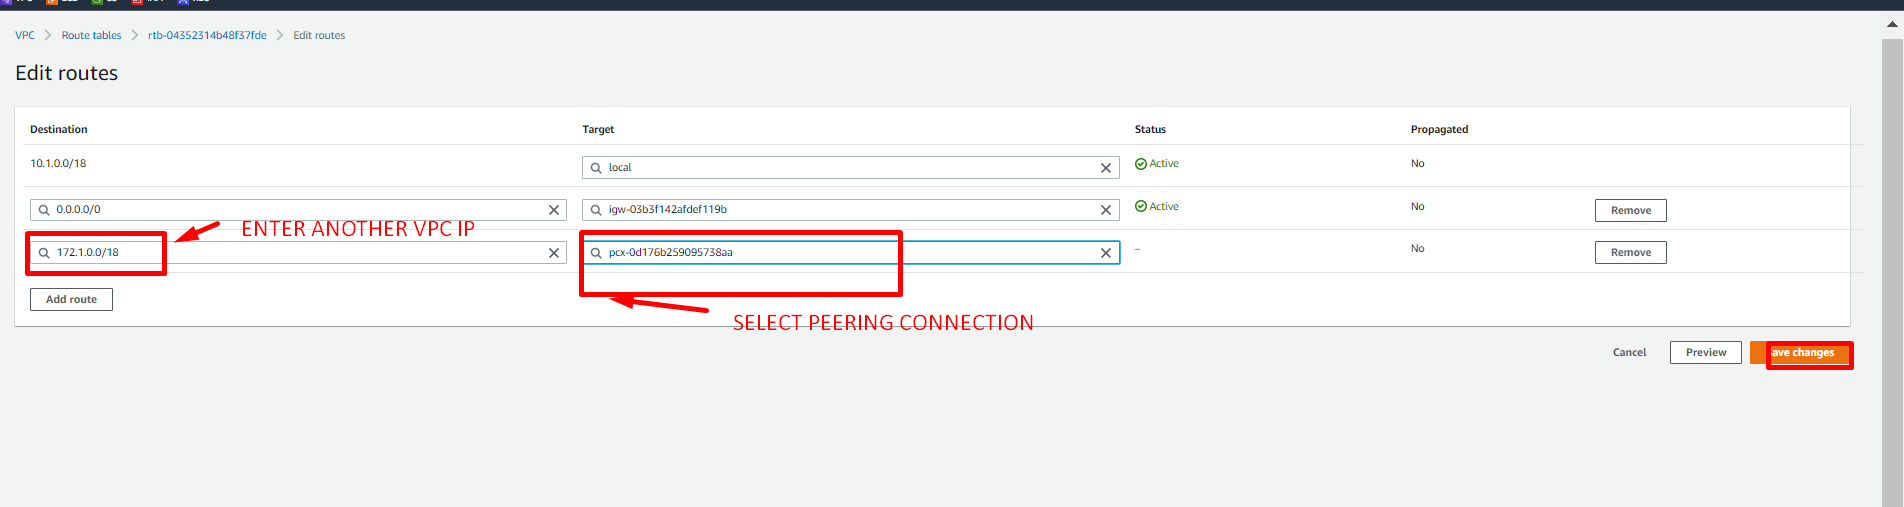 VPC > Route tables > rtb-04352314b48f37fde > Edit routes
Edit routes
Destination Target Status Propagated
10.1.0.0/18 local Active No
0.0.0.0/0 igw-03b3f142afdef119b Active No Remove
ENTER ANOTHER VPC IP
172.1.0.0/18 pcx-0d176b259095738aa – No Remove
Add route
SELECT PEERING CONNECTION
Cancel Preview Save changes